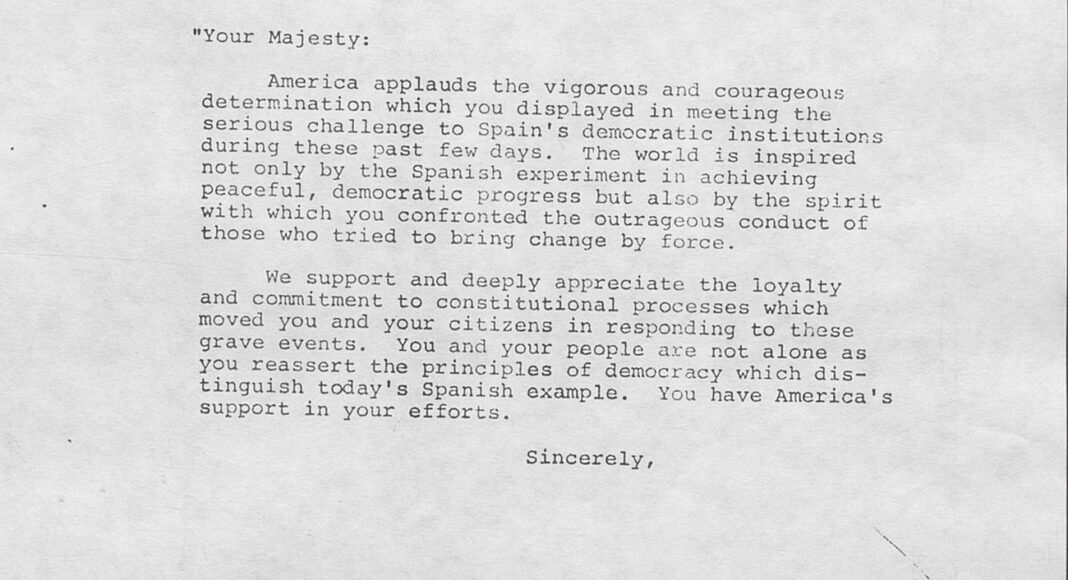 "Your Majesty:
America applauds the vigorous and courageous
determination which you displayed in meeting the
serious challenge to Spain's democratic institutions
during these past few days. The world is inspired
not only by the Spanish experiment in achieving
peaceful, democratic progress but also by the spirit
with which you confronted the outrageous conduct of
those who tried to bring change by force.
We support and deeply appreciate the loyalty
and commitment to constitutional processes which
moved you and your citizens in responding to these
grave events. You and your people are not alone as
you reassert the principles of democracy which dis-
tinguish today's Spanish example. You have America's
support in your efforts.
Sincerely,